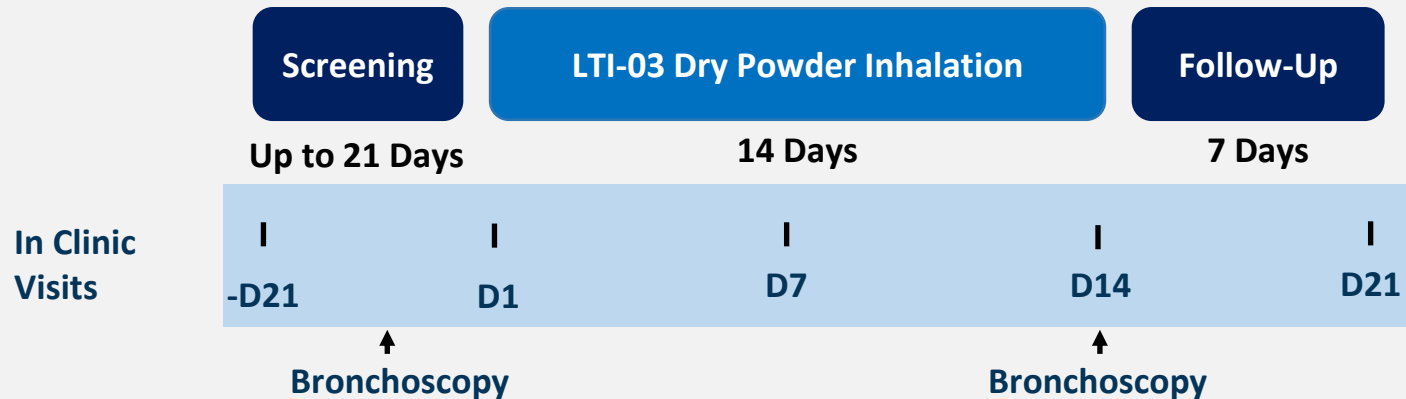 Screening
LTI-03 Dry Powder Inhalation
Follow-Up
Up to 21 Days
14 Days
7 Days
In Clinic
Visits
-D21
D1
D7
D14
D21
Bronchoscopy
Bronchoscopy